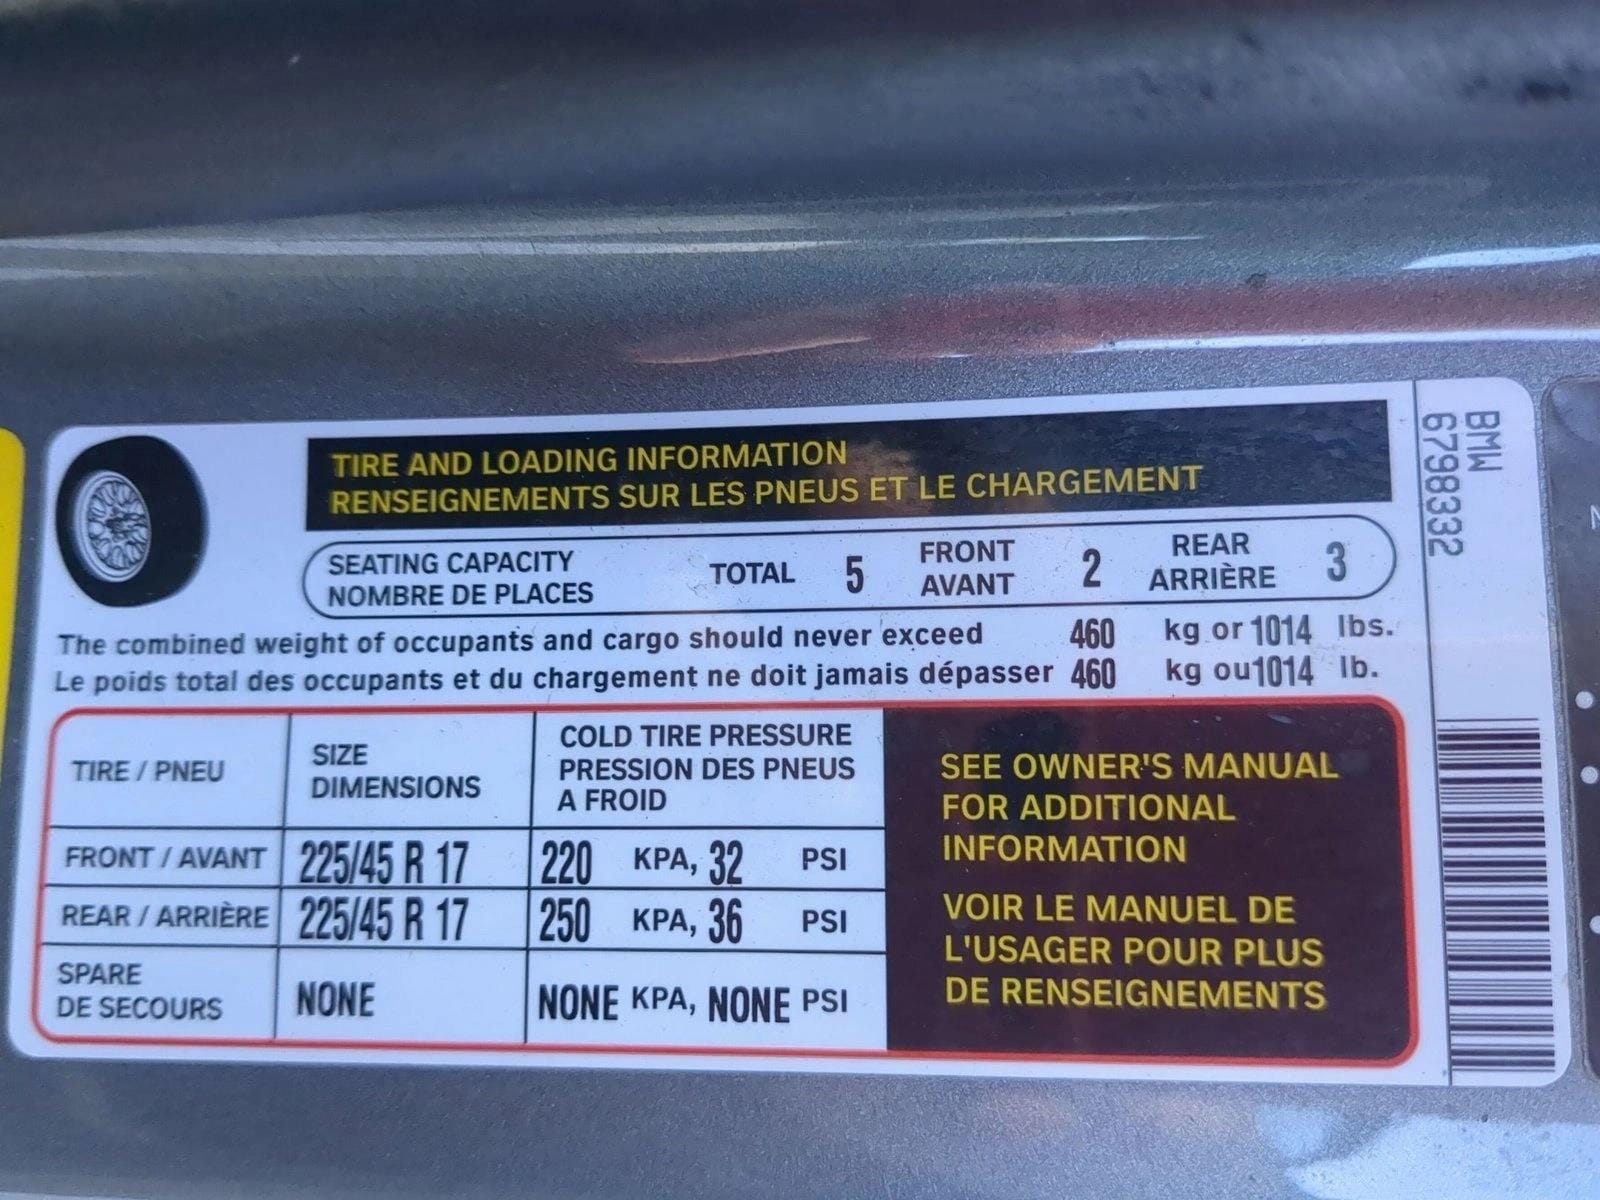 TIRE AND LOADING INFORMATION
RENSEIGNEMENTS SUR LES PNEUS ET LE CHARGEMENT
SEATING CAPACITY
NOMBRE DE PLACES
TOTAL 5
FRONT
AVANT
2
REAR
ARRIÈRE
3
The combined weight of occupants and cargo should never exceed 460 kg or 1014 lbs.
Le poids total des occupants et du chargement ne doit jamais dépasser 460 kg ou 1014 lb.
TIRE / PNEU
SIZE
DIMENSIONS
COLD TIRE PRESSURE
PRESSION DES PNEUS
A FROID
FRONT / AVANT 225/45 R 17 220 KPA, 32 PSI
REAR / ARRIÈRE 225/45 R 17 250 KPA, 36 PSI
SPARE
DE SECOURS
NONE NONE KPA, NONE PSI
SEE OWNER'S MANUAL
FOR ADDITIONAL
INFORMATION
VOIR LE MANUEL DE
L'USAGER POUR PLUS
DE RENSEIGNEMENTS
BMW
6798332